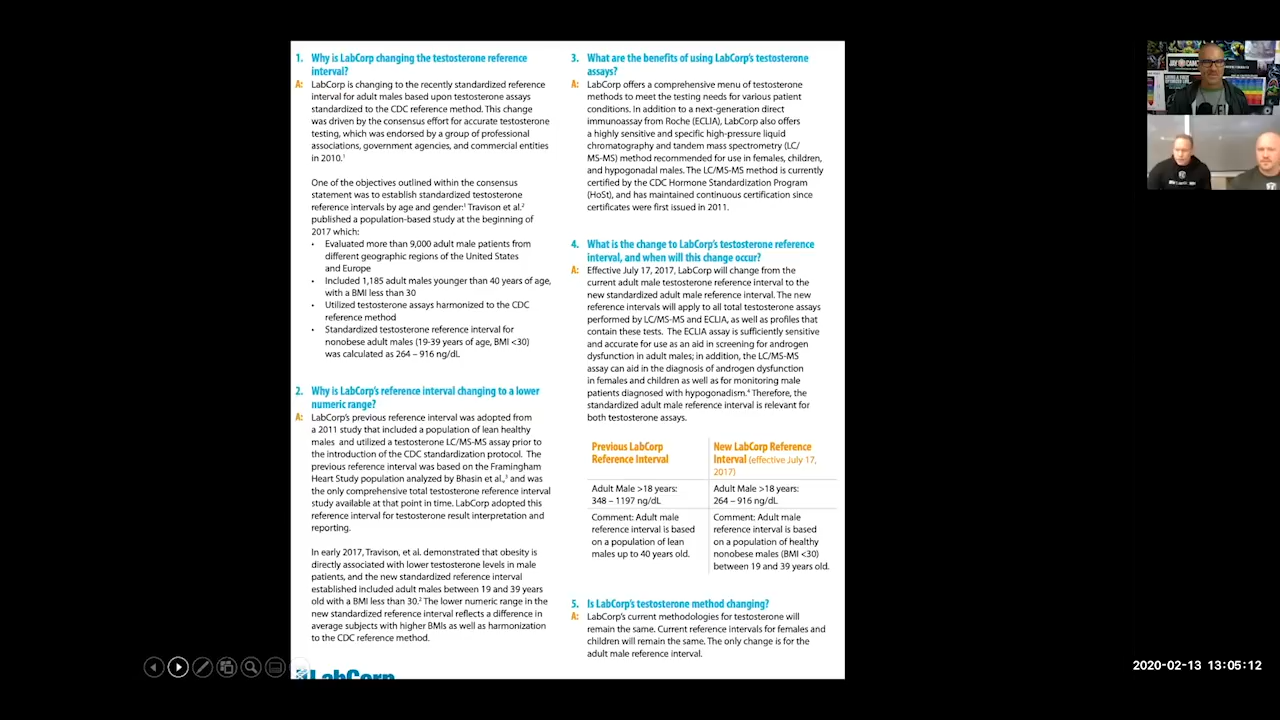 1. Why is LabCorp changing the testosterone reference
interval?
A: LabCorp is changing to the recently standardized reference
interval for adult males based upon testosterone assays
standardized to the CDC reference method. This change
was driven by the consensus effort for accurate testosterone
testing, which was endorsed by a group of professional
associations, government agencies, and commercial entities
in 2010.¹
One of the objectives outlined within the consensus
statement was to establish standardized testosterone
reference intervals by age and gender:¹ Travison et al.²
published a population-based study at the beginning of
2017 which:
• Evaluated more than 9,000 adult male patients from
different geographic regions of the United States
and Europe
• Included 1,185 adult males younger than 40 years of age,
with a BMI less than 30
• Utilized testosterone assays harmonized to the CDC
reference method
• Standardized testosterone reference interval for
nonobese adult males (19-39 years of age, BMI <30)
was calculated as 264 – 916 ng/dL
2. Why is LabCorp's reference interval changing to a lower
numeric range?
A: LabCorp's previous reference interval was adopted from
a 2011 study that included a population of lean healthy
males and utilized a testosterone LC/MS-MS assay prior to
the introduction of the CDC standardization protocol. The
previous reference interval was based on the Framingham
Heart Study population analyzed by Bhasin et al.,³ and was
the only comprehensive total testosterone reference interval
study available at that point in time. LabCorp adopted this
reference interval for testosterone result interpretation and
reporting.
In early 2017, Travison, et al. demonstrated that obesity is
directly associated with lower testosterone levels in male
patients, and the new standardized reference interval
established included adult males between 19 and 39 years
old with a BMI less than 30.² The lower numeric range in the
new standardized reference interval reflects a difference in
average subjects with higher BMIs as well as harmonization
to the CDC reference method.
LabCorp
3. What are the benefits of using LabCorp's testosterone
assays?
A: LabCorp offers a comprehensive menu of testosterone
methods to meet the testing needs for various patient
conditions. In addition to a next-generation direct
immunoassay from Roche (ECLIA), LabCorp also offers
a highly sensitive and specific high-pressure liquid
chromatography and tandem mass spectrometry (LC/
MS-MS) method recommended for use in females, children,
and hypogonadal males. The LC/MS-MS method is currently
certified by the CDC Hormone Standardization Program
(HoSt), and has maintained continuous certification since
certificates were first issued in 2011.
4. What is the change to LabCorp's testosterone reference
interval, and when will this change occur?
A: Effective July 17, 2017, LabCorp will change from the
current adult male testosterone reference interval to the
new standardized adult male reference interval. The new
reference intervals will apply to all total testosterone assays
performed by LC/MS-MS and ECLIA, as well as profiles that
contain these tests. The ECLIA assay is sufficiently sensitive
and accurate for use as an aid in screening for androgen
dysfunction in adult males; in addition, the LC/MS-MS
assay can aid in the diagnosis of androgen dysfunction
in females and children as well as for monitoring male
patients diagnosed with hypogonadism.⁴ Therefore, the
standardized adult male reference interval is relevant for
both testosterone assays.
Previous LabCorp
Reference Interval
New LabCorp Reference
Interval (effective July 17,
2017)
Adult Male >18 years:
348 – 1197 ng/dL
Adult Male >18 years:
264 – 916 ng/dL
Comment: Adult male
reference interval is based
on a population of lean
males up to 40 years old.
Comment: Adult male
reference interval is based
on a population of healthy
nonobese males (BMI <30)
between 19 and 39 years old.
5. Is LabCorp's testosterone method changing?
A: LabCorp's current methodologies for testosterone will
remain the same. Current reference intervals for females and
children will remain the same. The only change is for the
adult male reference interval.
JAY CAM
2020-02-13 13:05:12